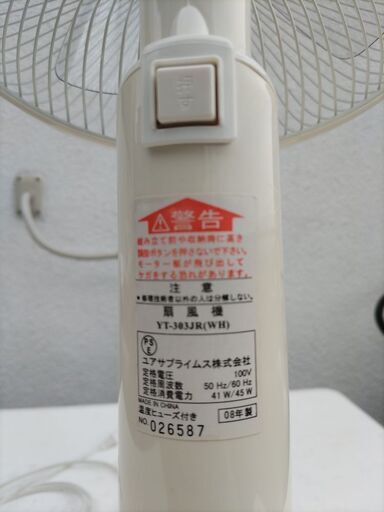 警告
組み立て前や収納時に高さ
調節ボタンを押さないで下さい。
モーター部が飛び出して
ケガをする恐れがあります。
注意
●修理技術者以外の人は分解しない。
扇風機
YT-303JR(WH)
PSE
ユアサプライムス株式会社
定格電圧 100V
定格周波数 50 Hz/60 Hz
定格消費電力 41 W/45 W
MADE IN CHINA
温度ヒューズ付き 08年製
NO. 026587